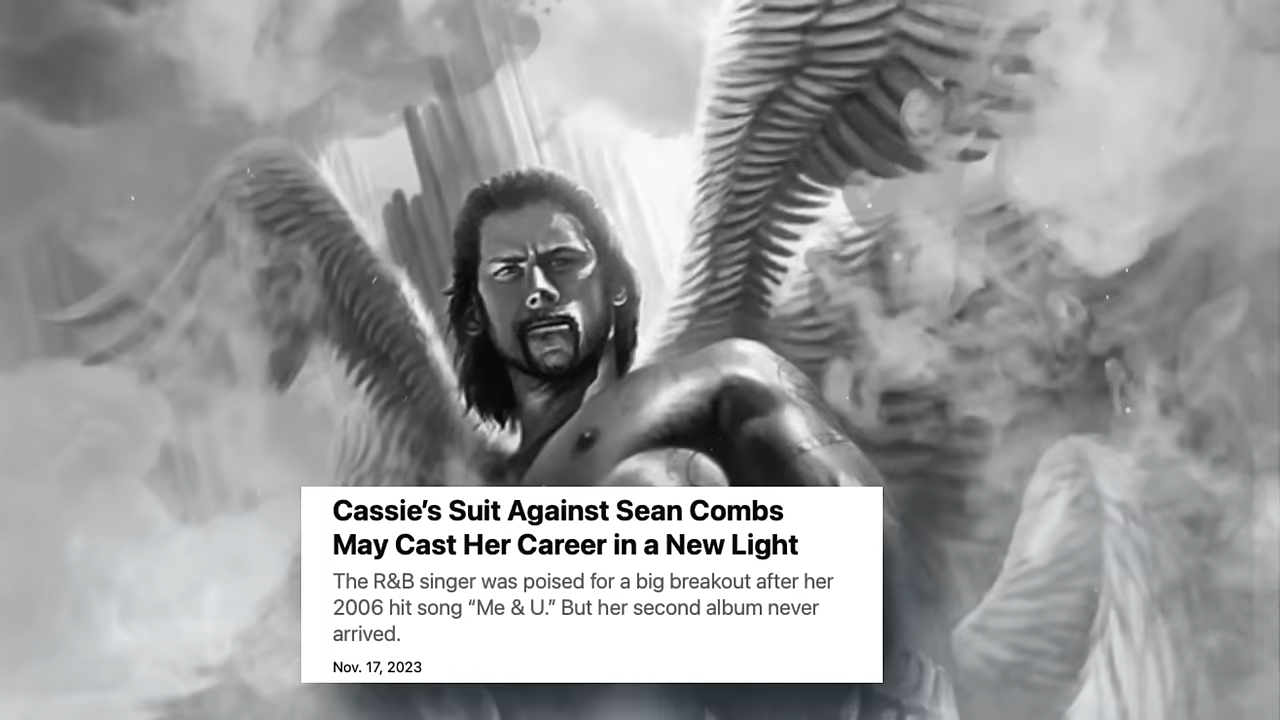 Cassie’s Suit Against Sean Combs
May Cast Her Career in a New Light
The R&B singer was poised for a big breakout after her
2006 hit song “Me & U.” But her second album never
arrived.
Nov. 17, 2023